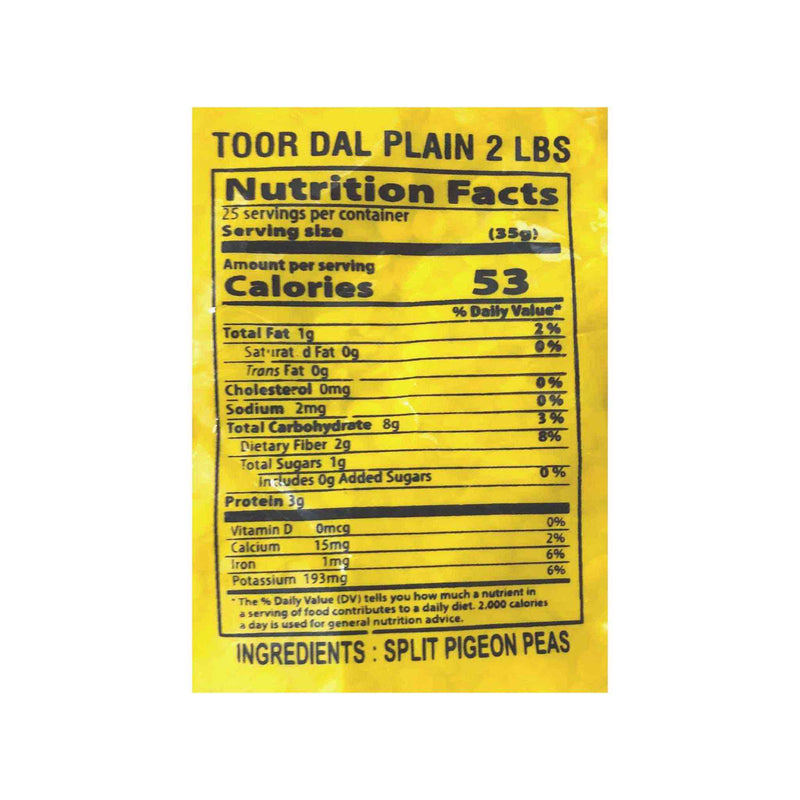 TOOR DAL PLAIN 2 LBS
Nutrition Facts
25 servings per container
Serving size (35g)
Amount per serving
Calories 53
% Daily Value*
Total Fat 1g 2%
Saturat d Fat 0g 0%
Trans Fat 0g
Cholesterol 0mg 0%
Sodium 2mg 0%
Total Carbohydrate 8g 3%
Dietary Fiber 2g 8%
Total Sugars 1g
Includes 0g Added Sugars 0%
Protein 3g
Vitamin D 0mcg 0%
Calcium 15mg 2%
Iron 1mg 6%
Potassium 193mg 6%
* The % Daily Value (DV) tells you how much a nutrient in
a serving of food contributes to a daily diet. 2.000 calories
a day is used for general nutrition advice.
INGREDIENTS : SPLIT PIGEON PEAS